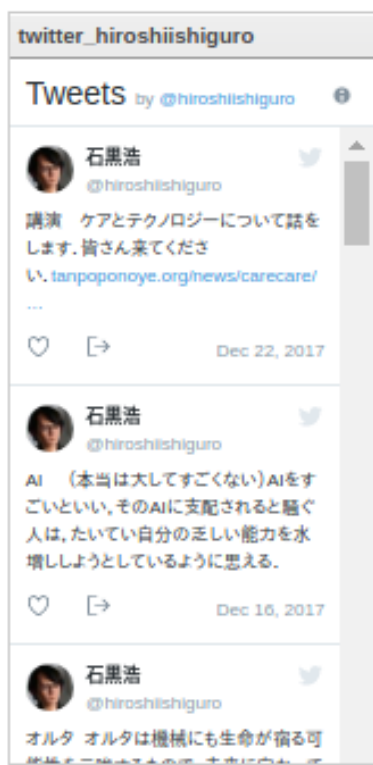 twitter_hiroshiishiguro
Tweets by @hiroshiishiguro
石黒浩
@hiroshiishiguro
講演　ケアとテクノロジーについて話を
します. 皆さん来てくださ
い. tanpoponoye.org/news/carecare/
…
Dec 22, 2017
石黒浩
@hiroshiishiguro
AI　（本当は大してすごくない）AIをす
ごいといい, そのAIに支配されると騒ぐ
人は, たいてい自分の乏しい能力を水
増ししようとしているように思える.
Dec 16, 2017
石黒浩
@hiroshiishiguro
オルタ オルタは機械にも生命が宿る可